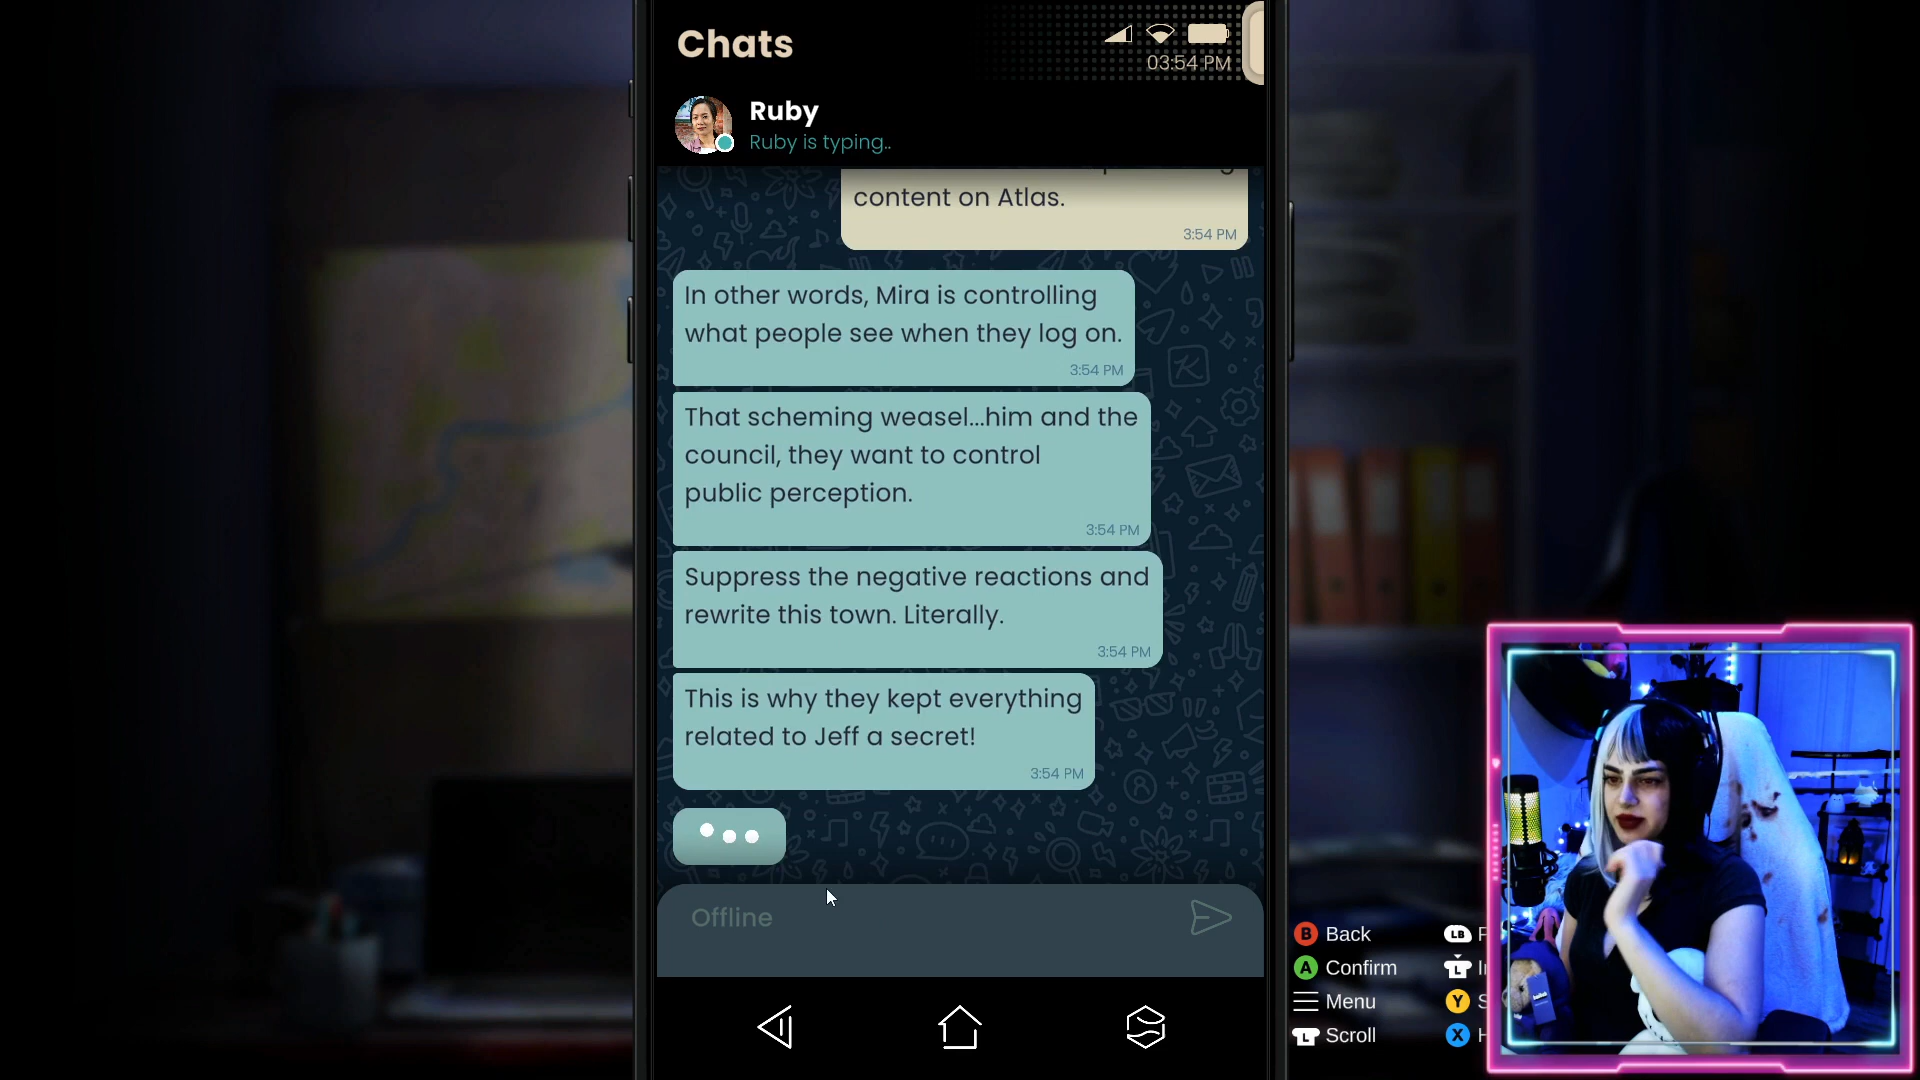 Chats
03:54 PM
Ruby
Ruby is typing..
content on Atlas.
3:54 PM
In other words, Mira is controlling
what people see when they log on.
3:54 PM
That scheming weasel...him and the
council, they want to control
public perception.
3:54 PM
Suppress the negative reactions and
rewrite this town. Literally.
3:54 PM
This is why they kept everything
related to Jeff a secret!
3:54 PM
Offline
B Back
LB
A Confirm
L
Menu
Y
L Scroll
X